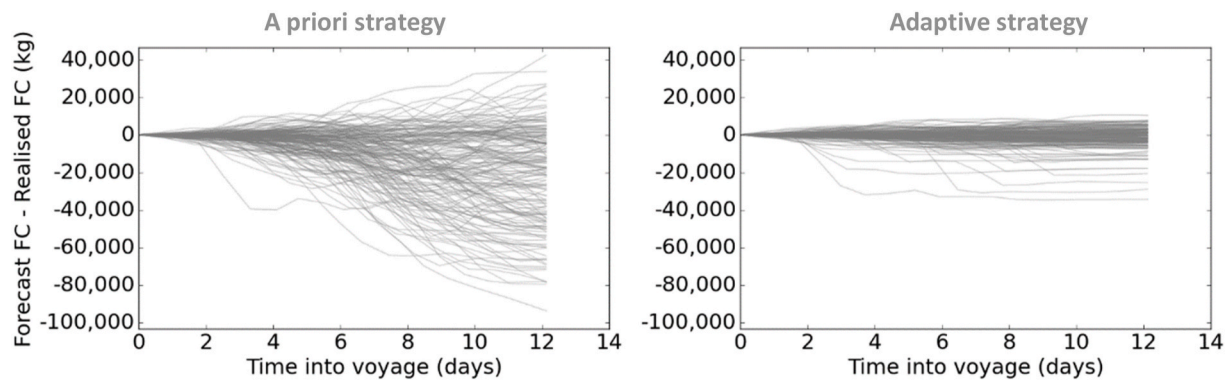 A priori strategy
Forecast FC - Realised FC (kg)
40,000
20,000
0
-20,000
-40,000
-60,000
-80,000
-100,000
0 2 4 6 8 10 12 14
Time into voyage (days)
Adaptive strategy
40,000
20,000
0
-20,000
-40,000
-60,000
-80,000
-100,000
0 2 4 6 8 10 12 14
Time into voyage (days)